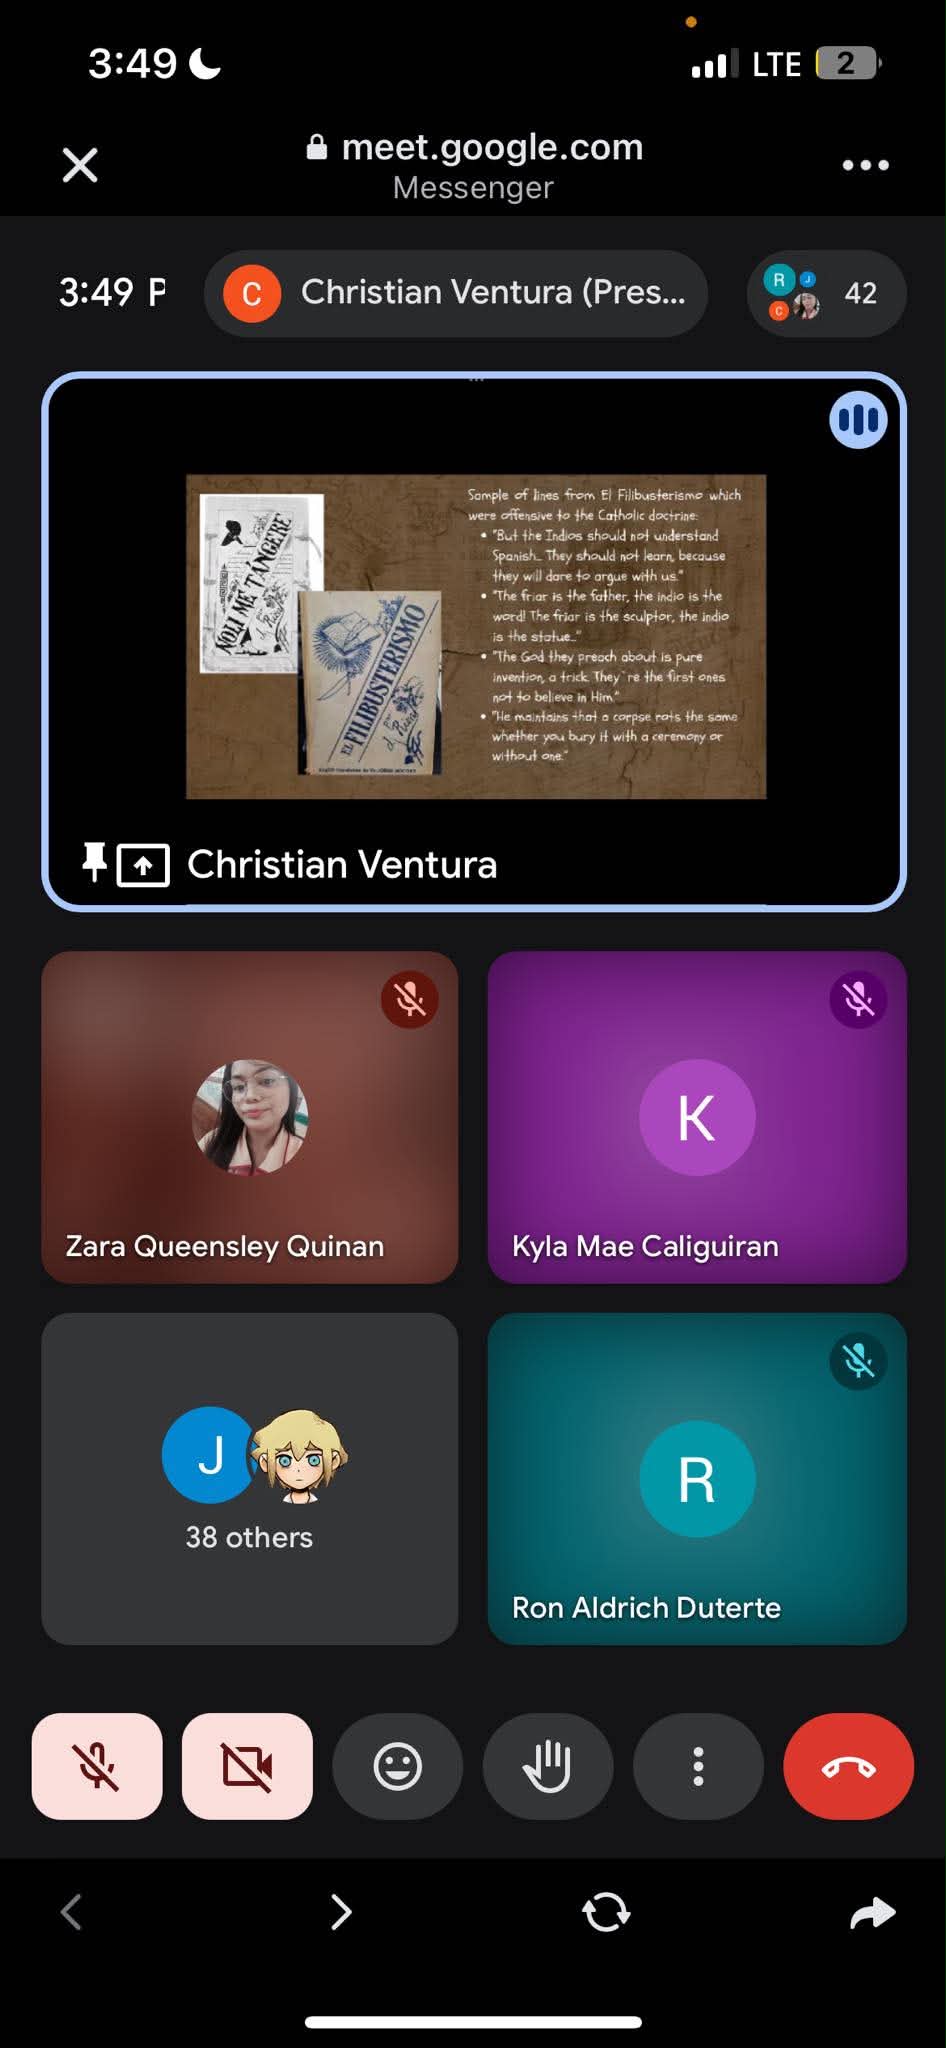 3:49
LTE
2
meet.google.com
Messenger
3:49 P
C
Christian Ventura (Pres...
R
J
C
42
NOLI ME TÁNGERE
EL FILIBUSTERISMO
Sample of lines from El Filibusterismo which
were offensive to the Catholic doctrine:
• "But the Indios should not understand
Spanish... They should not learn, because
they will dare to argue with us."
• "The friar is the father, the indio is the
word! The friar is the sculptor, the indio
is the statue..."
• "The God they preach about is pure
invention, a trick. They`re the first ones
not to believe in Him."
• "He maintains that a corpse rots the same
whether you bury it with a ceremony or
without one."
Christian Ventura
Zara Queensley Quinan
K
Kyla Mae Caliguiran
J
38 others
R
Ron Aldrich Duterte